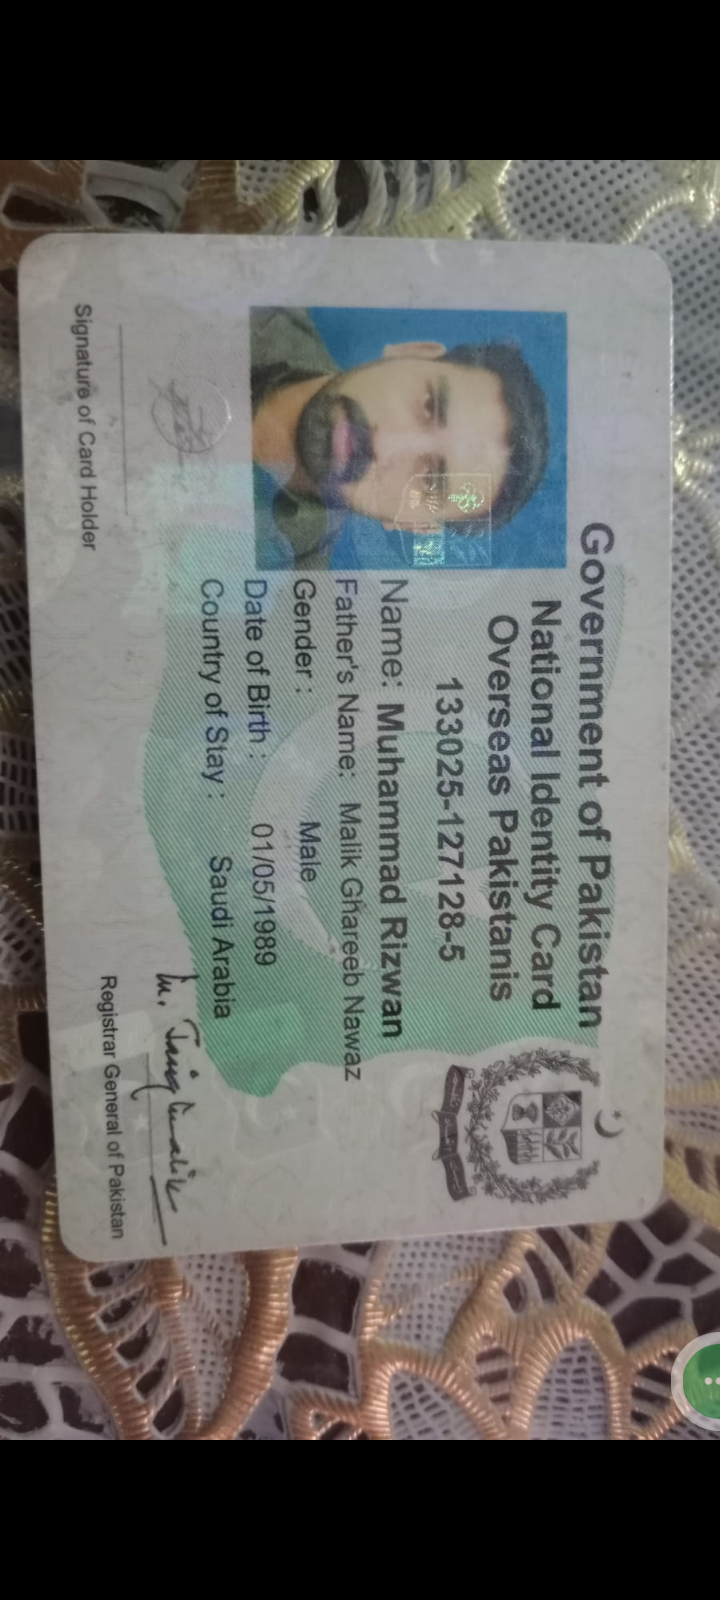 Government of Pakistan
National Identity Card
Overseas Pakistanis
133025-127128-5
Name: Muhammad Rizwan
Father's Name: Malik Ghareeb Nawaz
Gender : Male
Date of Birth : 01/05/1989
Country of Stay : Saudi Arabia
Signature of Card Holder
Registrar General of Pakistan